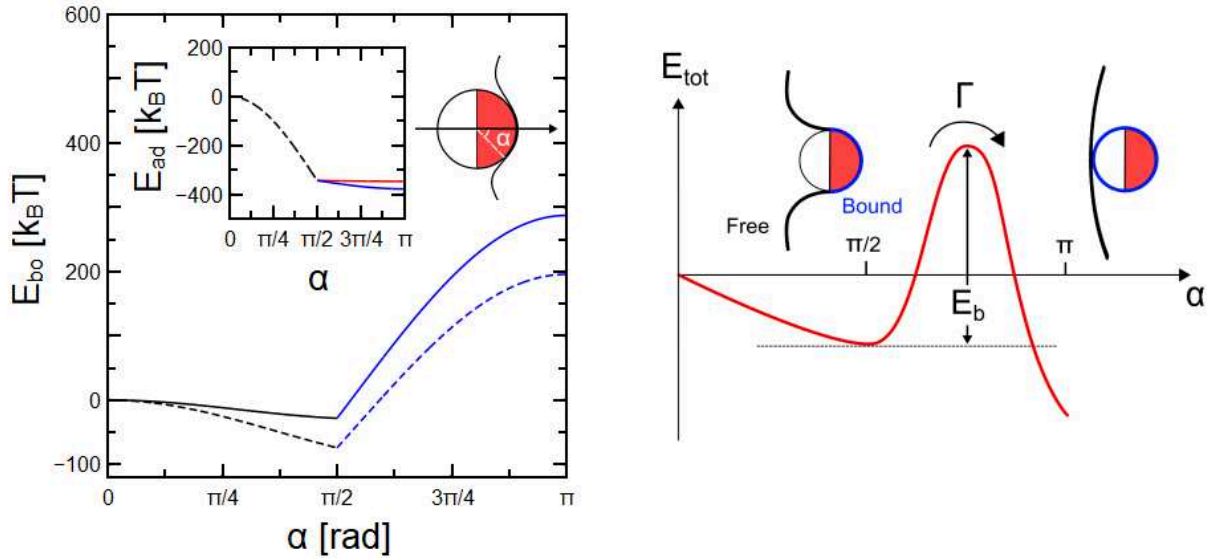 600
400
200
0
−100
E_bo [k_BT]
0
π/4
π/2
3π/4
π
α [rad]
200
0
−200
−400
E_ad [k_BT]
0
π/4
π/2
3π/4
π
α
α
E_tot
Γ
Free
Bound
π/2
π
α
E_b